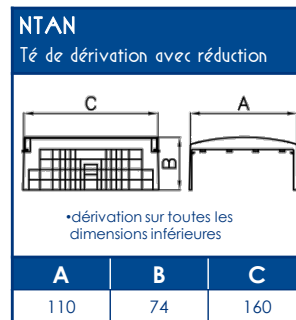 NTAN
Té de dérivation avec réduction
C
A
B
•dérivation sur toutes les
dimensions inférieures
A B C
110 74 160